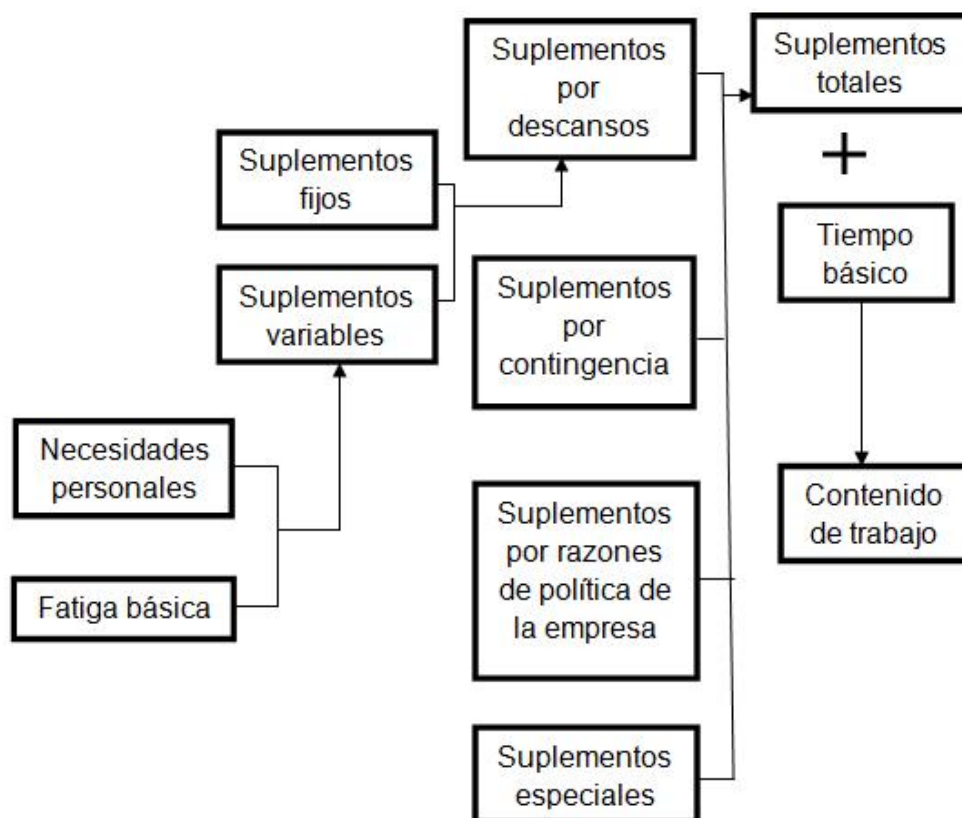 Suplementos
por
descansos
Suplementos
totales
+
Suplementos
fijos
Tiempo
básico
Suplementos
variables
Suplementos
por
contingencia
Necesidades
personales
Contenido
de trabajo
Suplementos
por razones
de política de
la empresa
Fatiga básica
Suplementos
especiales